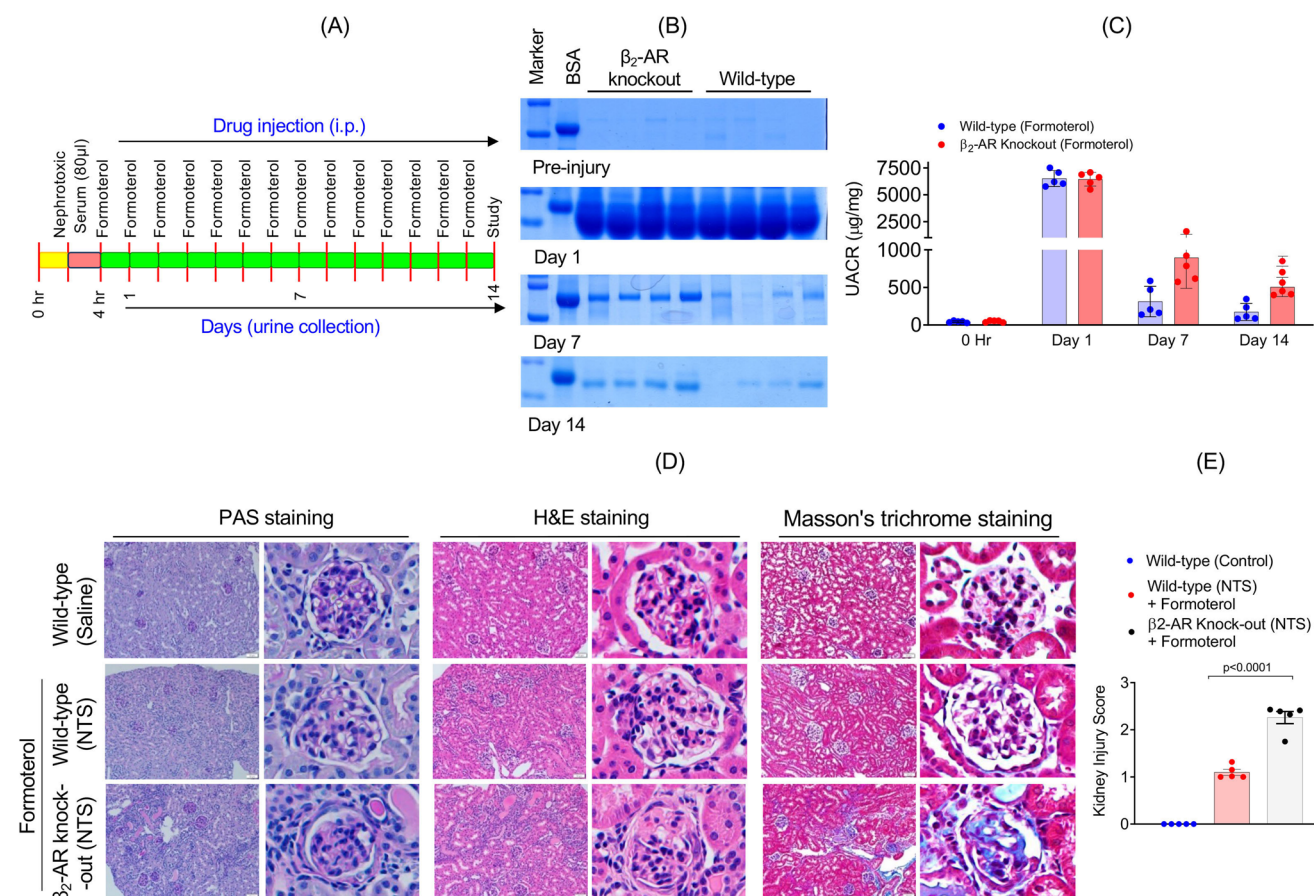 (A)
Drug injection (i.p.)
Nephrotoxic
Serum (80µl)
Formoterol
Formoterol
Formoterol
Formoterol
Formoterol
Formoterol
Formoterol
Formoterol
Formoterol
Formoterol
Formoterol
Formoterol
Formoterol
Formoterol
Study
0 hr
4 hr
1
7
14
Days (urine collection)
(B)
Marker
BSA
β2-AR
knockout
Wild-type
Pre-injury
Day 1
Day 7
Day 14
(C)
Wild-type (Formoterol)
β2-AR Knockout (Formoterol)
UACR (µg/mg)
7500
5000
2500
1000
500
0
0 Hr
Day 1
Day 7
Day 14
(D)
PAS staining
H&E staining
Masson's trichrome staining
Wild-type
(Saline)
Formoterol
Wild-type
(NTS)
β2-AR knock-
-out (NTS)
(E)
Wild-type (Control)
Wild-type (NTS)
+ Formoterol
β2-AR Knock-out (NTS)
+ Formoterol
p<0.0001
Kidney Injury Score
3
2
1
0